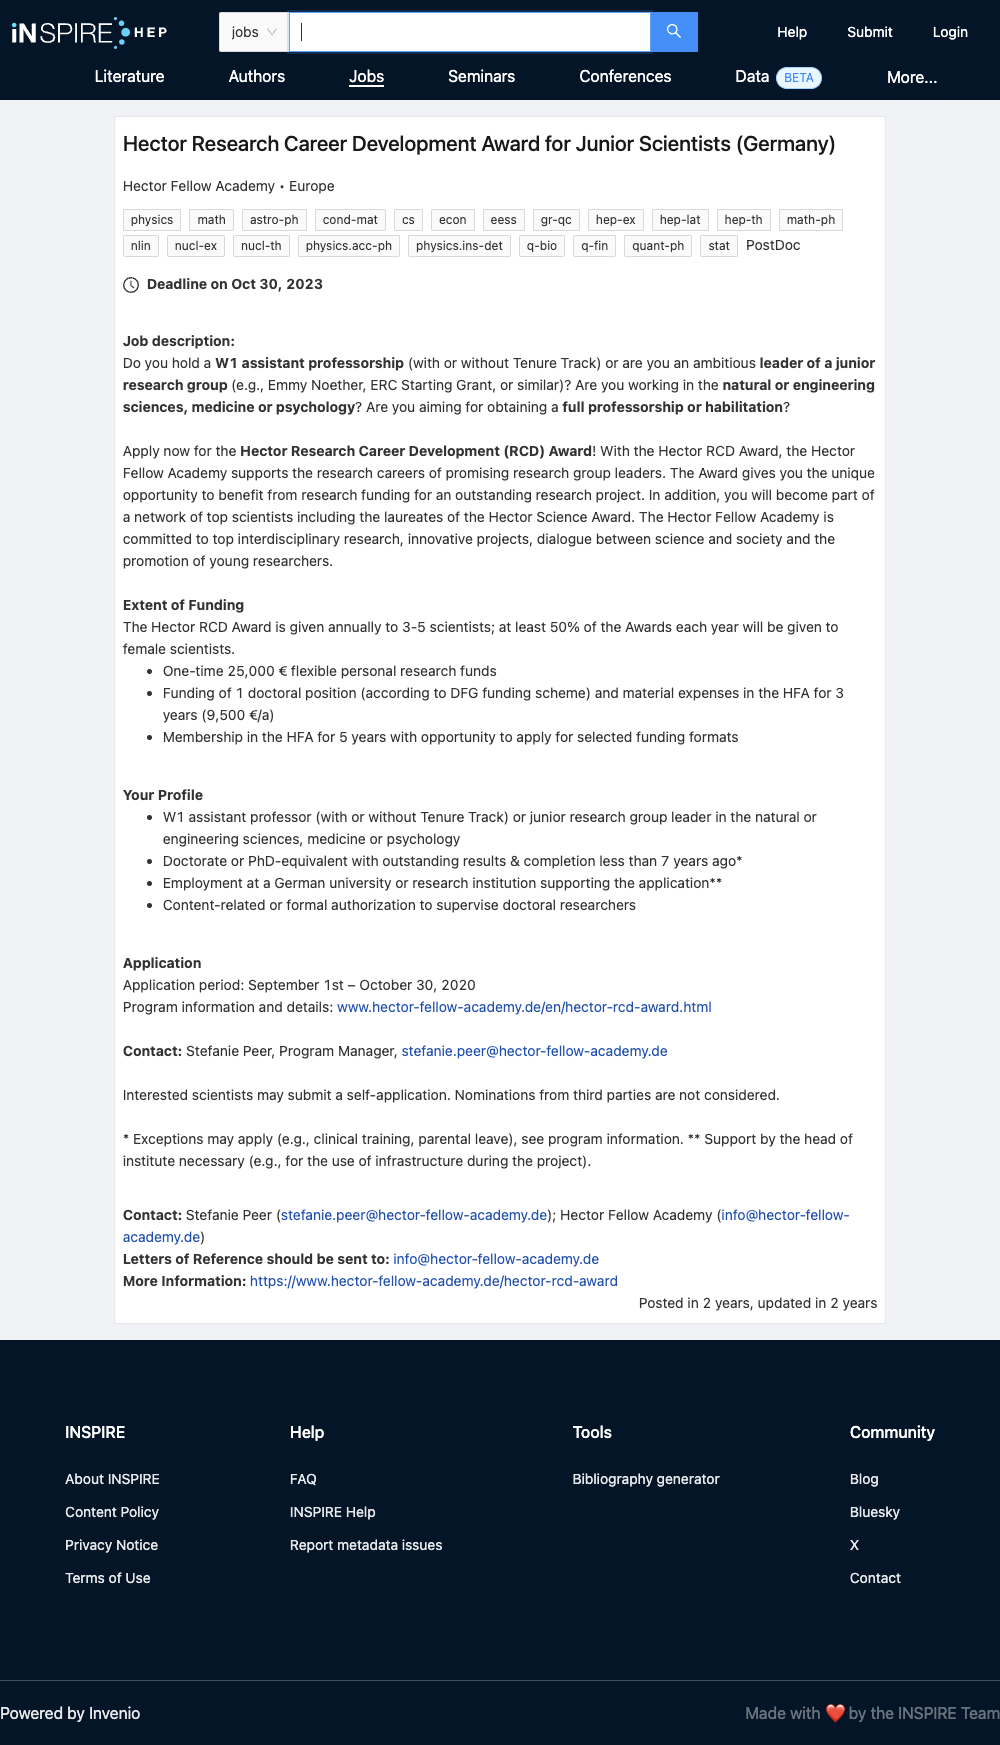 iNSPIRE HEP
jobs
Help Submit Login
Literature Authors Jobs Seminars Conferences Data BETA More...
Hector Research Career Development Award for Junior Scientists (Germany)
Hector Fellow Academy • Europe
physics math astro-ph cond-mat cs econ eess gr-qc hep-ex hep-lat hep-th math-ph
nlin nucl-ex nucl-th physics.acc-ph physics.ins-det q-bio q-fin quant-ph stat PostDoc
Deadline on Oct 30, 2023
Job description:
Do you hold a W1 assistant professorship (with or without Tenure Track) or are you an ambitious leader of a junior
research group (e.g., Emmy Noether, ERC Starting Grant, or similar)? Are you working in the natural or engineering
sciences, medicine or psychology? Are you aiming for obtaining a full professorship or habilitation?
Apply now for the Hector Research Career Development (RCD) Award! With the Hector RCD Award, the Hector
Fellow Academy supports the research careers of promising research group leaders. The Award gives you the unique
opportunity to benefit from research funding for an outstanding research project. In addition, you will become part of
a network of top scientists including the laureates of the Hector Science Award. The Hector Fellow Academy is
committed to top interdisciplinary research, innovative projects, dialogue between science and society and the
promotion of young researchers.
Extent of Funding
The Hector RCD Award is given annually to 3-5 scientists; at least 50% of the Awards each year will be given to
female scientists.
• One-time 25,000 € flexible personal research funds
• Funding of 1 doctoral position (according to DFG funding scheme) and material expenses in the HFA for 3
years (9,500 €/a)
• Membership in the HFA for 5 years with opportunity to apply for selected funding formats
Your Profile
• W1 assistant professor (with or without Tenure Track) or junior research group leader in the natural or
engineering sciences, medicine or psychology
• Doctorate or PhD-equivalent with outstanding results & completion less than 7 years ago*
• Employment at a German university or research institution supporting the application**
• Content-related or formal authorization to supervise doctoral researchers
Application
Application period: September 1st – October 30, 2020
Program information and details: www.hector-fellow-academy.de/en/hector-rcd-award.html
Contact: Stefanie Peer, Program Manager, stefanie.peer@hector-fellow-academy.de
Interested scientists may submit a self-application. Nominations from third parties are not considered.
* Exceptions may apply (e.g., clinical training, parental leave), see program information. ** Support by the head of
institute necessary (e.g., for the use of infrastructure during the project).
Contact: Stefanie Peer (stefanie.peer@hector-fellow-academy.de); Hector Fellow Academy (info@hector-fellow-
academy.de)
Letters of Reference should be sent to: info@hector-fellow-academy.de
More Information: https://www.hector-fellow-academy.de/hector-rcd-award
Posted in 2 years, updated in 2 years
INSPIRE Help Tools Community
About INSPIRE FAQ Bibliography generator Blog
Content Policy INSPIRE Help Bluesky
Privacy Notice Report metadata issues X
Terms of Use Contact
Powered by Invenio Made with ❤️ by the INSPIRE Team